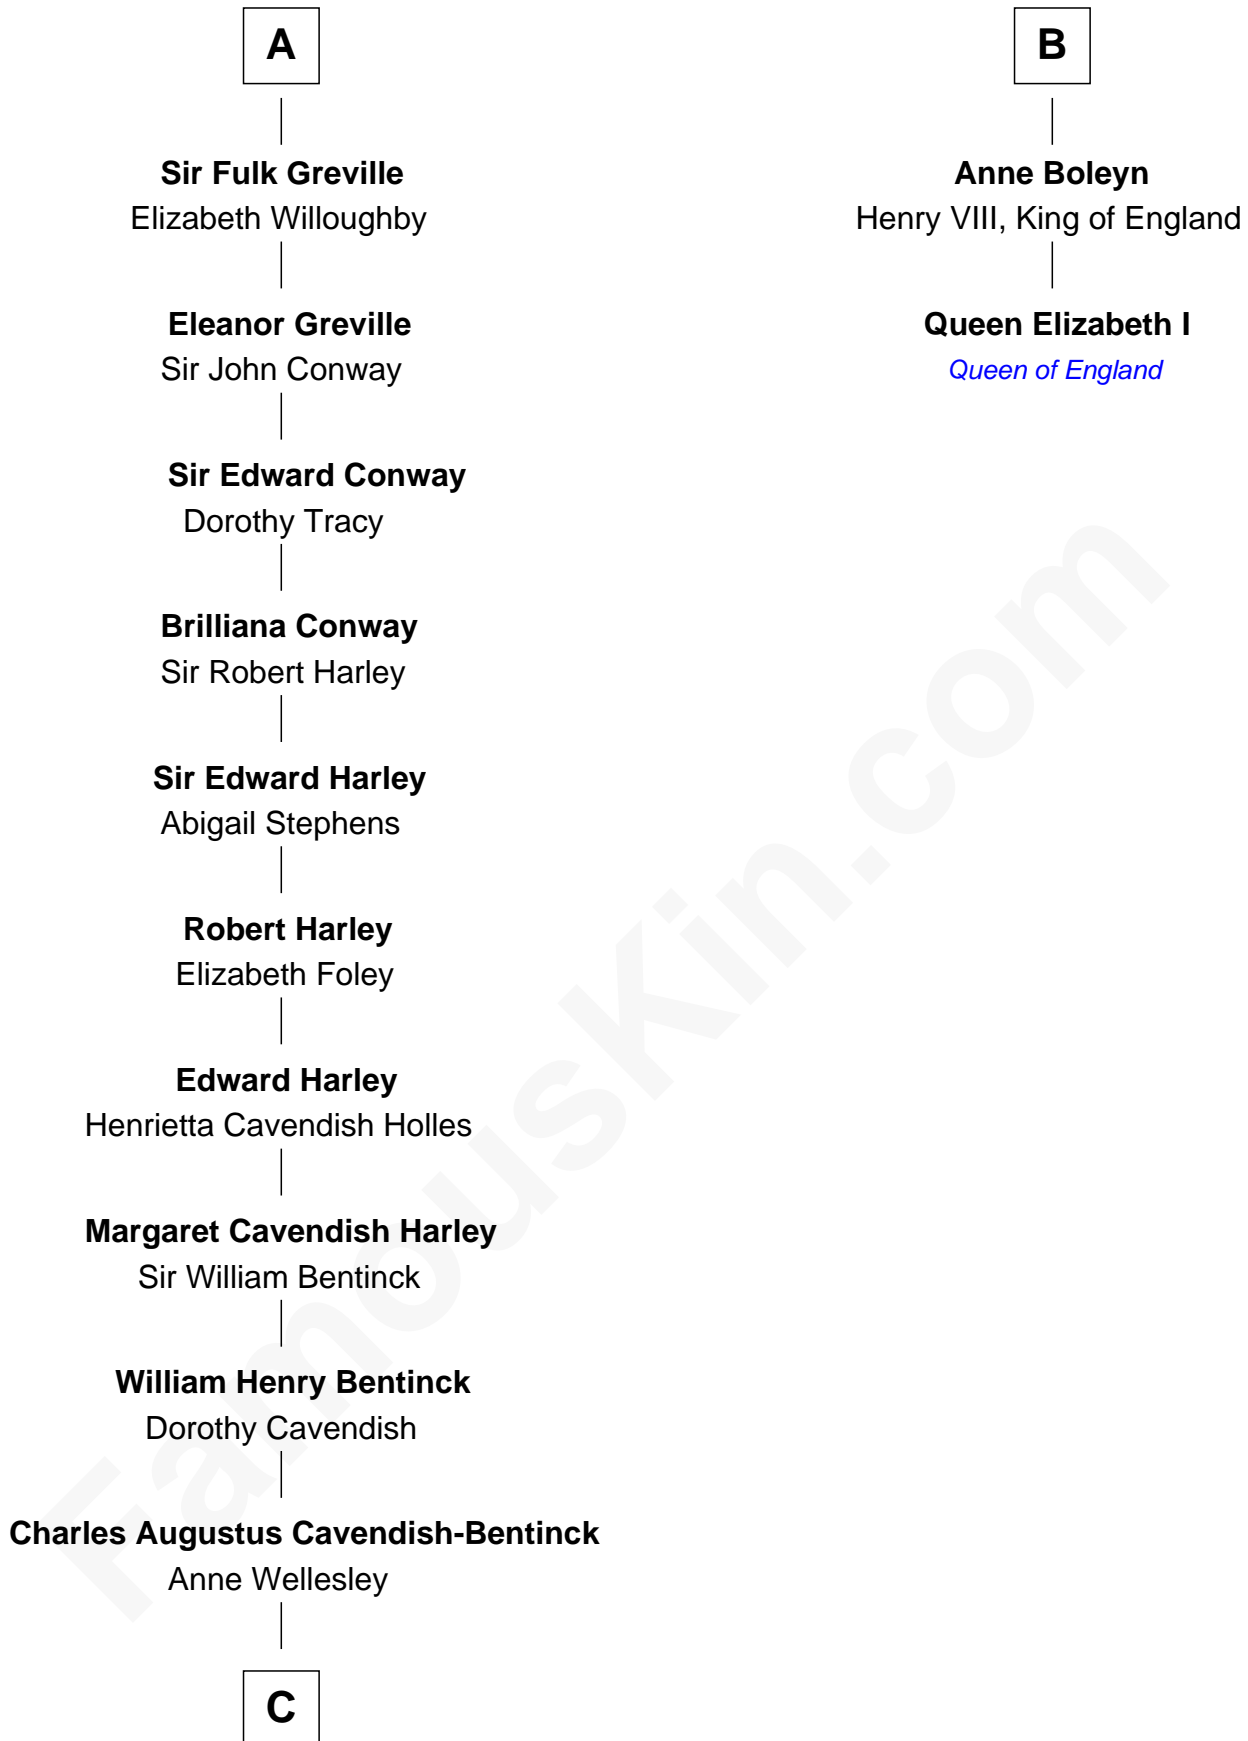 A
Sir Fulk Greville
Elizabeth Willoughby
Eleanor Greville
Sir John Conway
Sir Edward Conway
Dorothy Tracy
Brilliana Conway
Sir Robert Harley
Sir Edward Harley
Abigail Stephens
Robert Harley
Elizabeth Foley
Edward Harley
Henrietta Cavendish Holles
Margaret Cavendish Harley
Sir William Bentinck
William Henry Bentinck
Dorothy Cavendish
Charles Augustus Cavendish-Bentinck
Anne Wellesley
C
B
Anne Boleyn
Henry VIII, King of England
Queen Elizabeth I
Queen of England
FamousKin.com